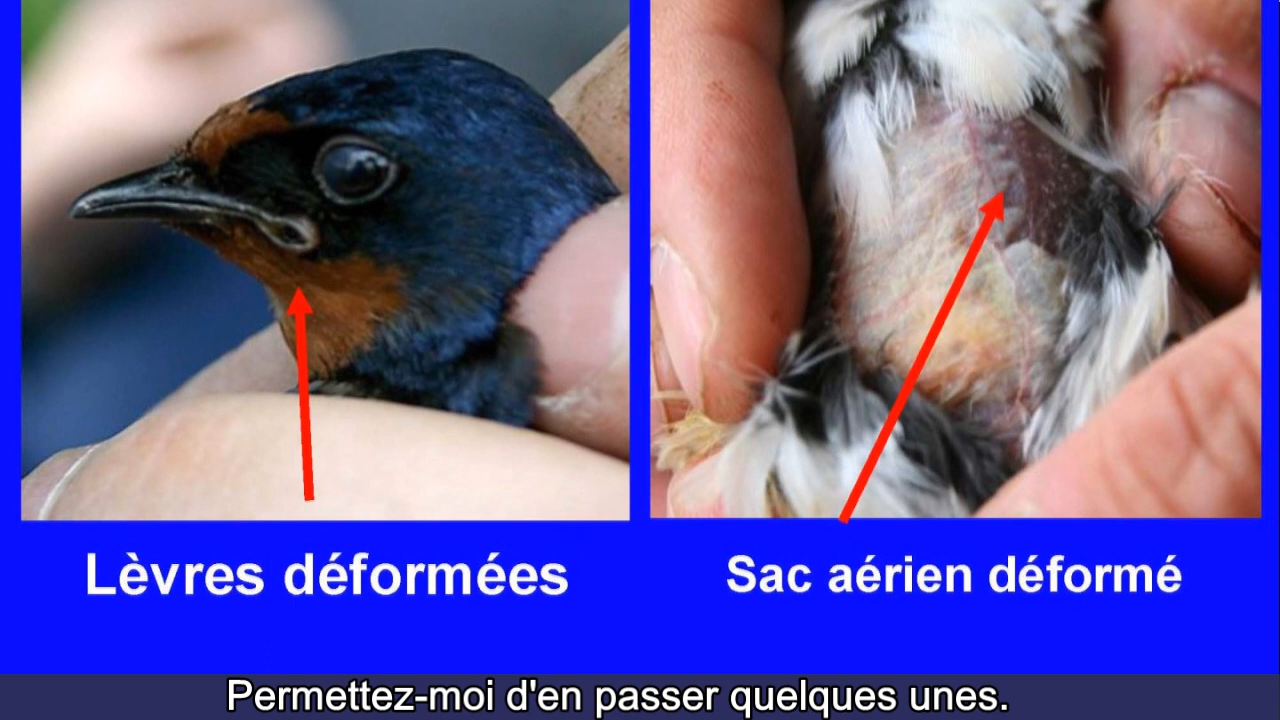 Lèvres déformées
Sac aérien déformé
Permettez-moi d'en passer quelques unes.